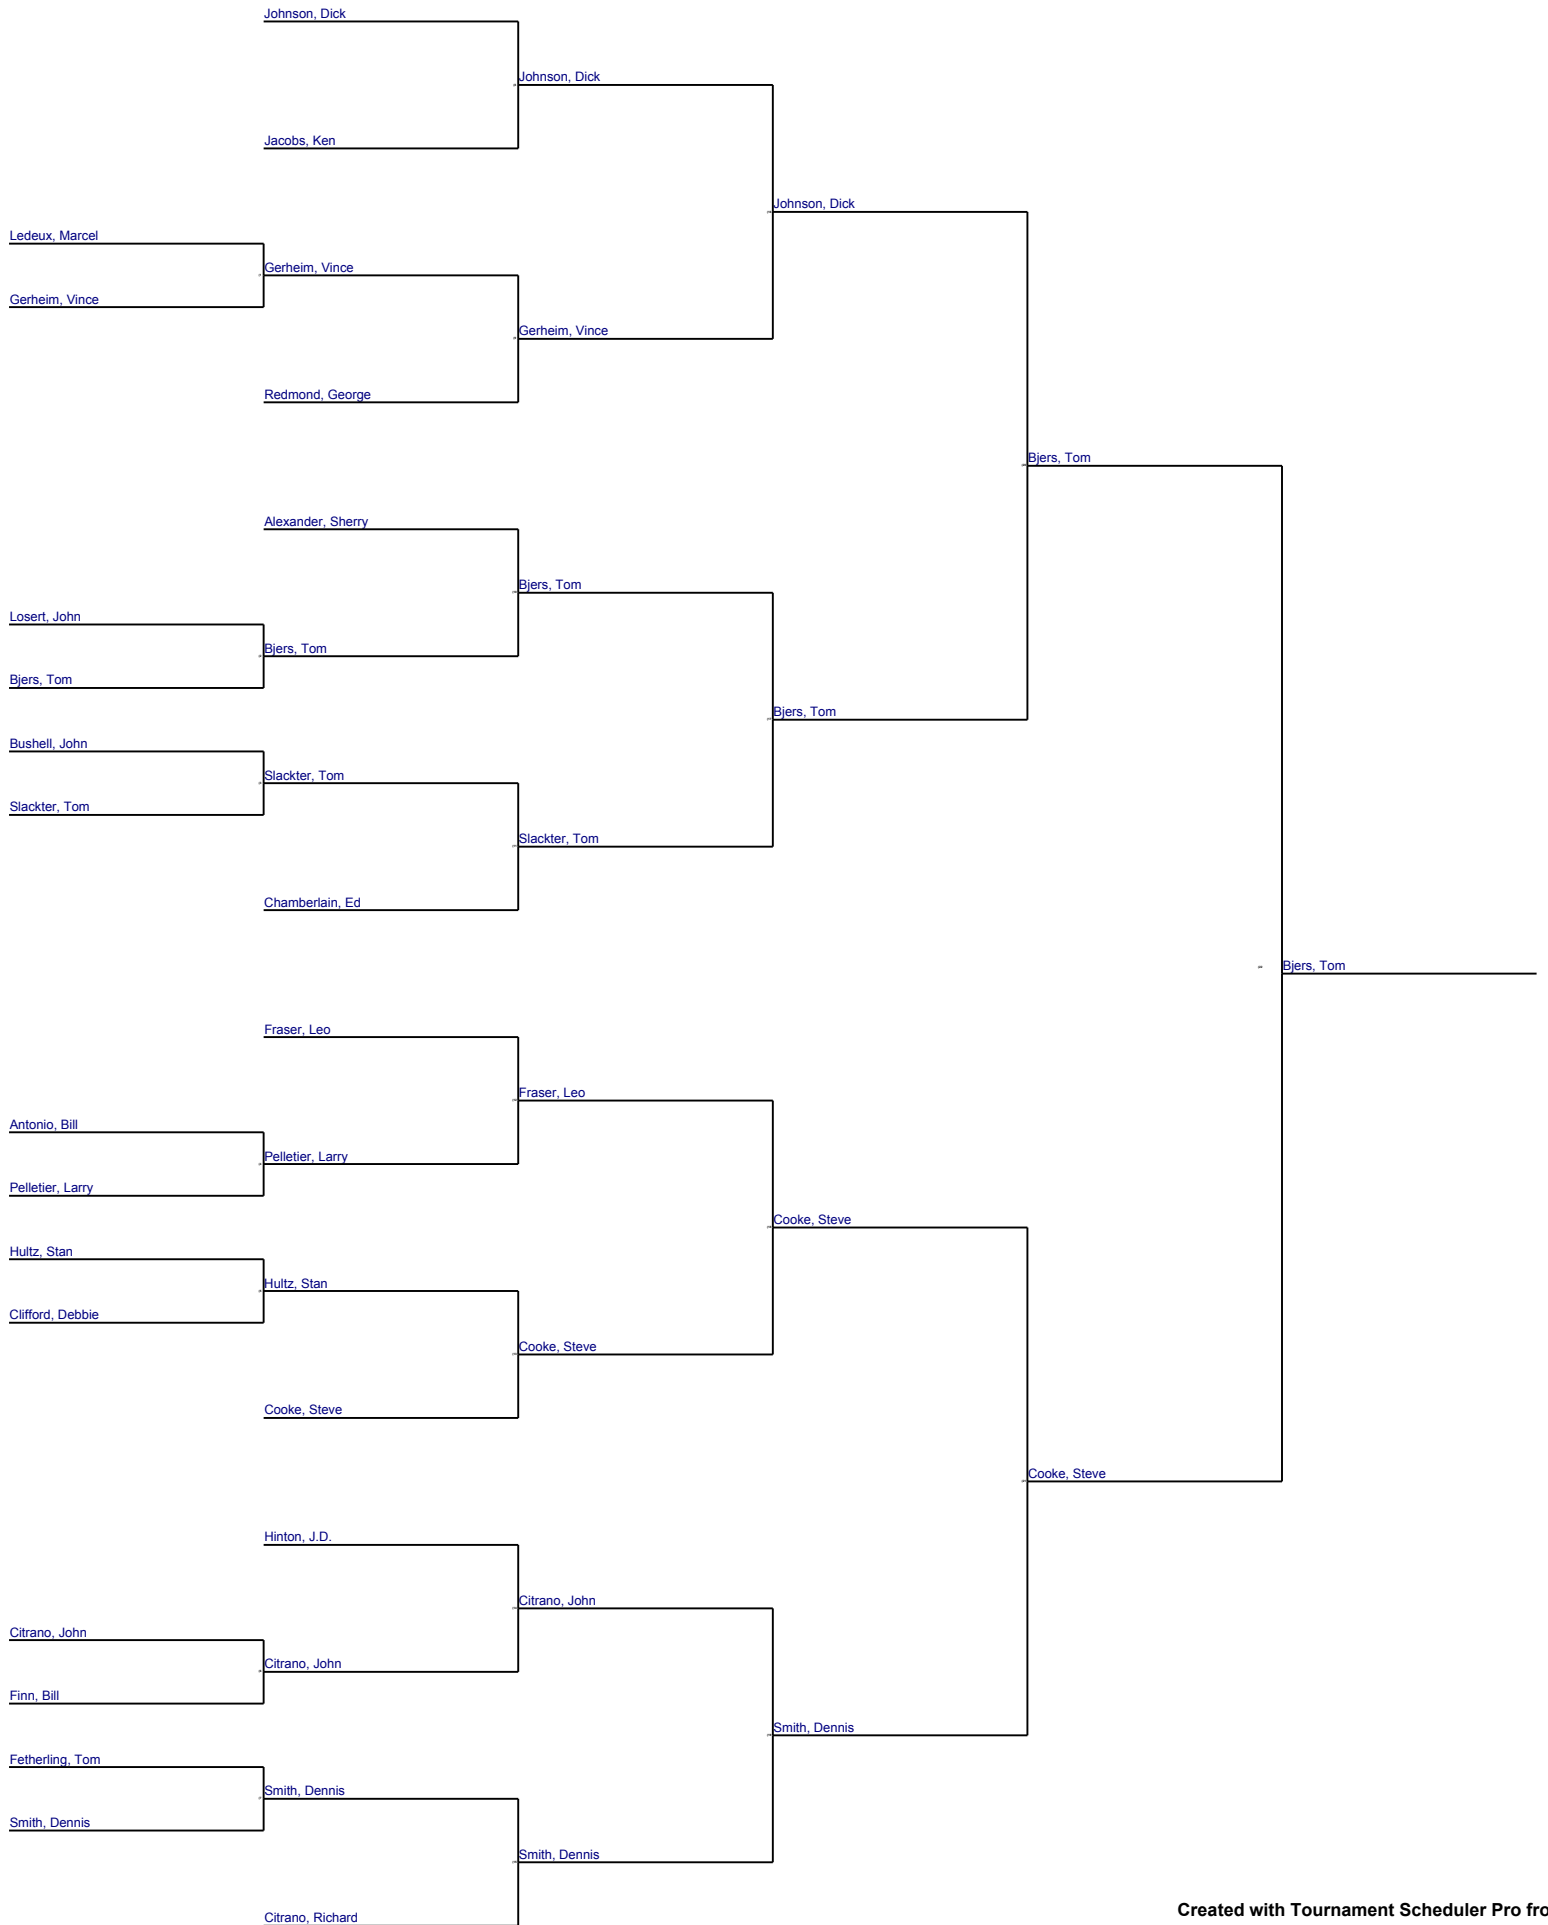 Johnson, Dick
Johnson, Dick
Jacobs, Ken
Johnson, Dick
Ledeux, Marcel
Gerheim, Vince
Gerheim, Vince
Gerheim, Vince
Redmond, George
Bjers, Tom
Alexander, Sherry
Bjers, Tom
Losert, John
Bjers, Tom
Bjers, Tom
Bjers, Tom
Bushell, John
Slackter, Tom
Slackter, Tom
Slackter, Tom
Chamberlain, Ed
Bjers, Tom
Fraser, Leo
Fraser, Leo
Antonio, Bill
Pelletier, Larry
Pelletier, Larry
Cooke, Steve
Hultz, Stan
Hultz, Stan
Clifford, Debbie
Cooke, Steve
Cooke, Steve
Cooke, Steve
Hinton, J.D.
Citrano, John
Citrano, John
Citrano, John
Finn, Bill
Smith, Dennis
Fetherling, Tom
Smith, Dennis
Smith, Dennis
Smith, Dennis
Citrano, Richard
Created with Tournament Scheduler Pro fro